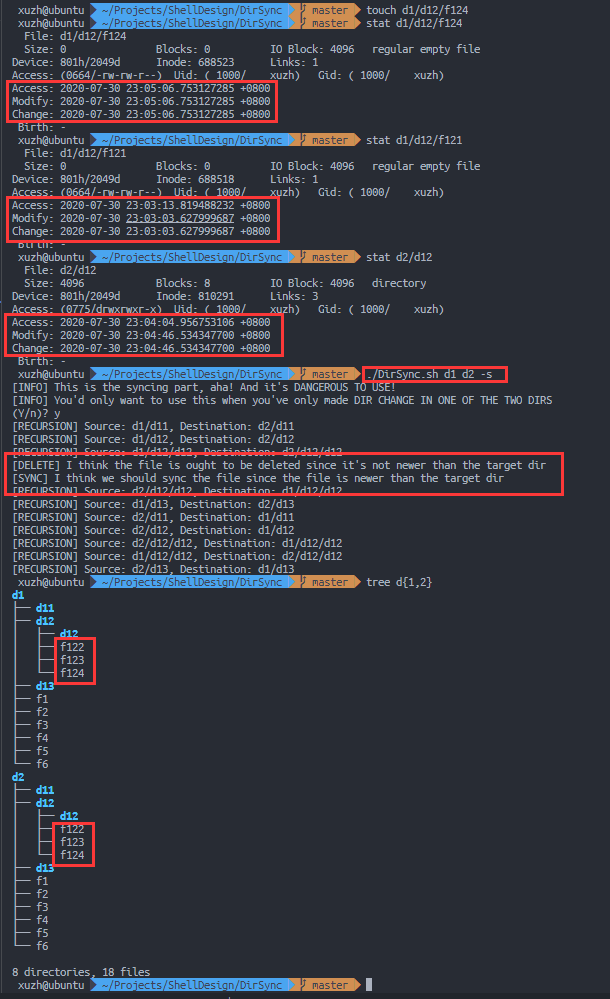 xuzh@ubuntu ~/Projects/ShellDesign/DirSync master touch d1/d12/f124
xuzh@ubuntu ~/Projects/ShellDesign/DirSync master stat d1/d12/f124
File: d1/d12/f124
Size: 0 Blocks: 0 IO Block: 4096 regular empty file
Device: 801h/2049d Inode: 688523 Links: 1
Access: (0664/-rw-rw-r--) Uid: ( 1000/ xuzh) Gid: ( 1000/ xuzh)
Access: 2020-07-30 23:05:06.753127285 +0800
Modify: 2020-07-30 23:05:06.753127285 +0800
Change: 2020-07-30 23:05:06.753127285 +0800
Birth: -
xuzh@ubuntu ~/Projects/ShellDesign/DirSync master stat d1/d12/f121
File: d1/d12/f121
Size: 0 Blocks: 0 IO Block: 4096 regular empty file
Device: 801h/2049d Inode: 688518 Links: 1
Access: (0664/-rw-rw-r--) Uid: ( 1000/ xuzh) Gid: ( 1000/ xuzh)
Access: 2020-07-30 23:03:13.819488232 +0800
Modify: 2020-07-30 23:03:03.627999687 +0800
Change: 2020-07-30 23:03:03.627999687 +0800
Birth: -
xuzh@ubuntu ~/Projects/ShellDesign/DirSync master stat d2/d12
File: d2/d12
Size: 4096 Blocks: 8 IO Block: 4096 directory
Device: 801h/2049d Inode: 810291 Links: 3
Access: (0775/drwxrwxr-x) Uid: ( 1000/ xuzh) Gid: ( 1000/ xuzh)
Access: 2020-07-30 23:04:04.956753106 +0800
Modify: 2020-07-30 23:04:46.534347700 +0800
Change: 2020-07-30 23:04:46.534347700 +0800
Birth: -
xuzh@ubuntu ~/Projects/ShellDesign/DirSync master ./DirSync.sh d1 d2 -s
[INFO] This is the syncing part, aha! And it's DANGEROUS TO USE!
[INFO] You'd only want to use this when you've only made DIR CHANGE IN ONE OF THE TWO DIRS
(Y/n)? y
[RECURSION] Source: d1/d11, Destination: d2/d11
[RECURSION] Source: d1/d12, Destination: d2/d12
[RECURSION] Source: d1/d12/d12, Destination: d2/d12/d12
[DELETE] I think the file is ought to be deleted since it's not newer than the target dir
[SYNC] I think we should sync the file since the file is newer than the target dir
[RECURSION] Source: d2/d12/d12, Destination: d1/d12/d12
[RECURSION] Source: d1/d13, Destination: d2/d13
[RECURSION] Source: d2/d11, Destination: d1/d11
[RECURSION] Source: d2/d12, Destination: d1/d12
[RECURSION] Source: d2/d12/d12, Destination: d1/d12/d12
[RECURSION] Source: d1/d12/d12, Destination: d2/d12/d12
[RECURSION] Source: d2/d13, Destination: d1/d13
xuzh@ubuntu ~/Projects/ShellDesign/DirSync master tree d{1,2}
d1
├── d11
├── d12
│   ├── d12
│   ├── f122
│   ├── f123
│   └── f124
├── d13
├── f1
├── f2
├── f3
├── f4
├── f5
└── f6
d2
├── d11
├── d12
│   ├── d12
│   ├── f122
│   ├── f123
│   └── f124
├── d13
├── f1
├── f2
├── f3
├── f4
├── f5
└── f6
8 directories, 18 files
xuzh@ubuntu ~/Projects/ShellDesign/DirSync master